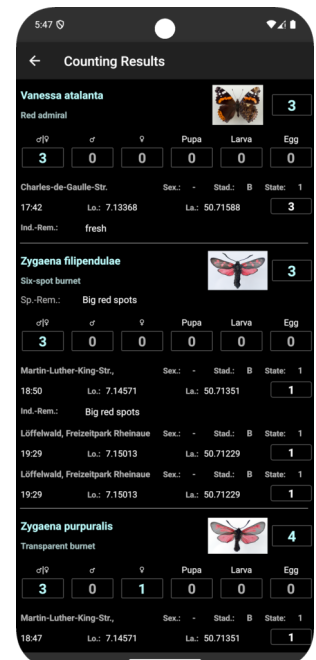 5:47
Counting Results
Vanessa atalanta
Red admiral
3
♂|♀ ♂ ♀ Pupa Larva Egg
3 0 0 0 0 0
Charles-de-Gaulle-Str. Sex.: - Stad.: B State: 1
17:42 Lo.: 7.13368 La.: 50.71588 3
Ind.-Rem.: fresh
Zygaena filipendulae
Six-spot burnet
3
Sp.-Rem.: Big red spots
♂|♀ ♂ ♀ Pupa Larva Egg
3 0 0 0 0 0
Martin-Luther-King-Str., Sex.: - Stad.: B State: 1
18:50 Lo.: 7.14571 La.: 50.71351 1
Ind.-Rem.: Big red spots
Löffelwald, Freizeitpark Rheinaue Sex.: - Stad.: B State: 1
19:29 Lo.: 7.15013 La.: 50.71229 1
Löffelwald, Freizeitpark Rheinaue Sex.: - Stad.: B State: 1
19:29 Lo.: 7.15013 La.: 50.71229 1
Zygaena purpuralis
Transparent burnet
4
♂|♀ ♂ ♀ Pupa Larva Egg
3 0 1 0 0 0
Martin-Luther-King-Str., Sex.: - Stad.: B State: 1
18:47 Lo.: 7.14571 La.: 50.71351 1